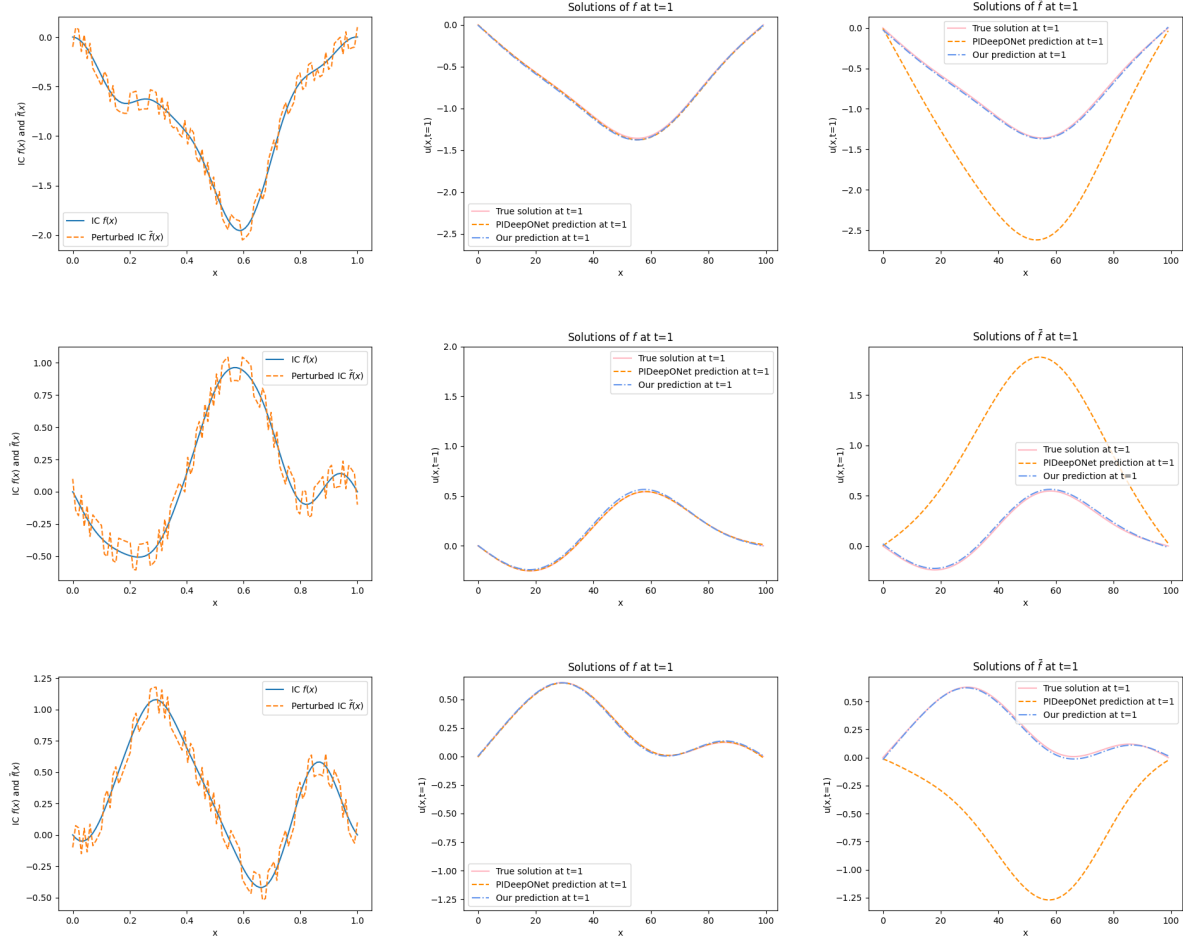 Solutions of f at t=1
Solutions of f̃ at t=1
0.0
-0.5
-1.0
-1.5
-2.0
IC f(x) and f̃(x)
IC f(x)
Perturbed IC f̃(x)
0.0 0.2 0.4 0.6 0.8 1.0
x
0.0
-0.5
-1.0
-1.5
-2.0
-2.5
u(x,t=1)
True solution at t=1
PIDeepONet prediction at t=1
Our prediction at t=1
0 20 40 60 80 100
x
0.0
-0.5
-1.0
-1.5
-2.0
-2.5
u(x,t=1)
True solution at t=1
PIDeepONet prediction at t=1
Our prediction at t=1
0 20 40 60 80 100
x
Solutions of f at t=1
Solutions of f̃ at t=1
1.00
0.75
0.50
0.25
0.00
-0.25
-0.50
IC f(x) and f̃(x)
IC f(x)
Perturbed IC f̃(x)
0.0 0.2 0.4 0.6 0.8 1.0
x
2.0
1.5
1.0
0.5
0.0
u(x,t=1)
True solution at t=1
PIDeepONet prediction at t=1
Our prediction at t=1
0 20 40 60 80 100
x
1.5
1.0
0.5
0.0
u(x,t=1)
True solution at t=1
PIDeepONet prediction at t=1
Our prediction at t=1
0 20 40 60 80 100
x
Solutions of f at t=1
Solutions of f̃ at t=1
1.25
1.00
0.75
0.50
0.25
0.00
-0.25
-0.50
IC f(x) and f̃(x)
IC f(x)
Perturbed IC f̃(x)
0.0 0.2 0.4 0.6 0.8 1.0
x
0.50
0.25
0.00
-0.25
-0.50
-0.75
-1.00
u(x,t=1)
True solution at t=1
PIDeepONet prediction at t=1
Our prediction at t=1
0 20 40 60 80 100
x
0.50
0.25
0.00
-0.25
-0.50
-0.75
-1.00
-1.25
u(x,t=1)
True solution at t=1
PIDeepONet prediction at t=1
Our prediction at t=1
0 20 40 60 80 100
x